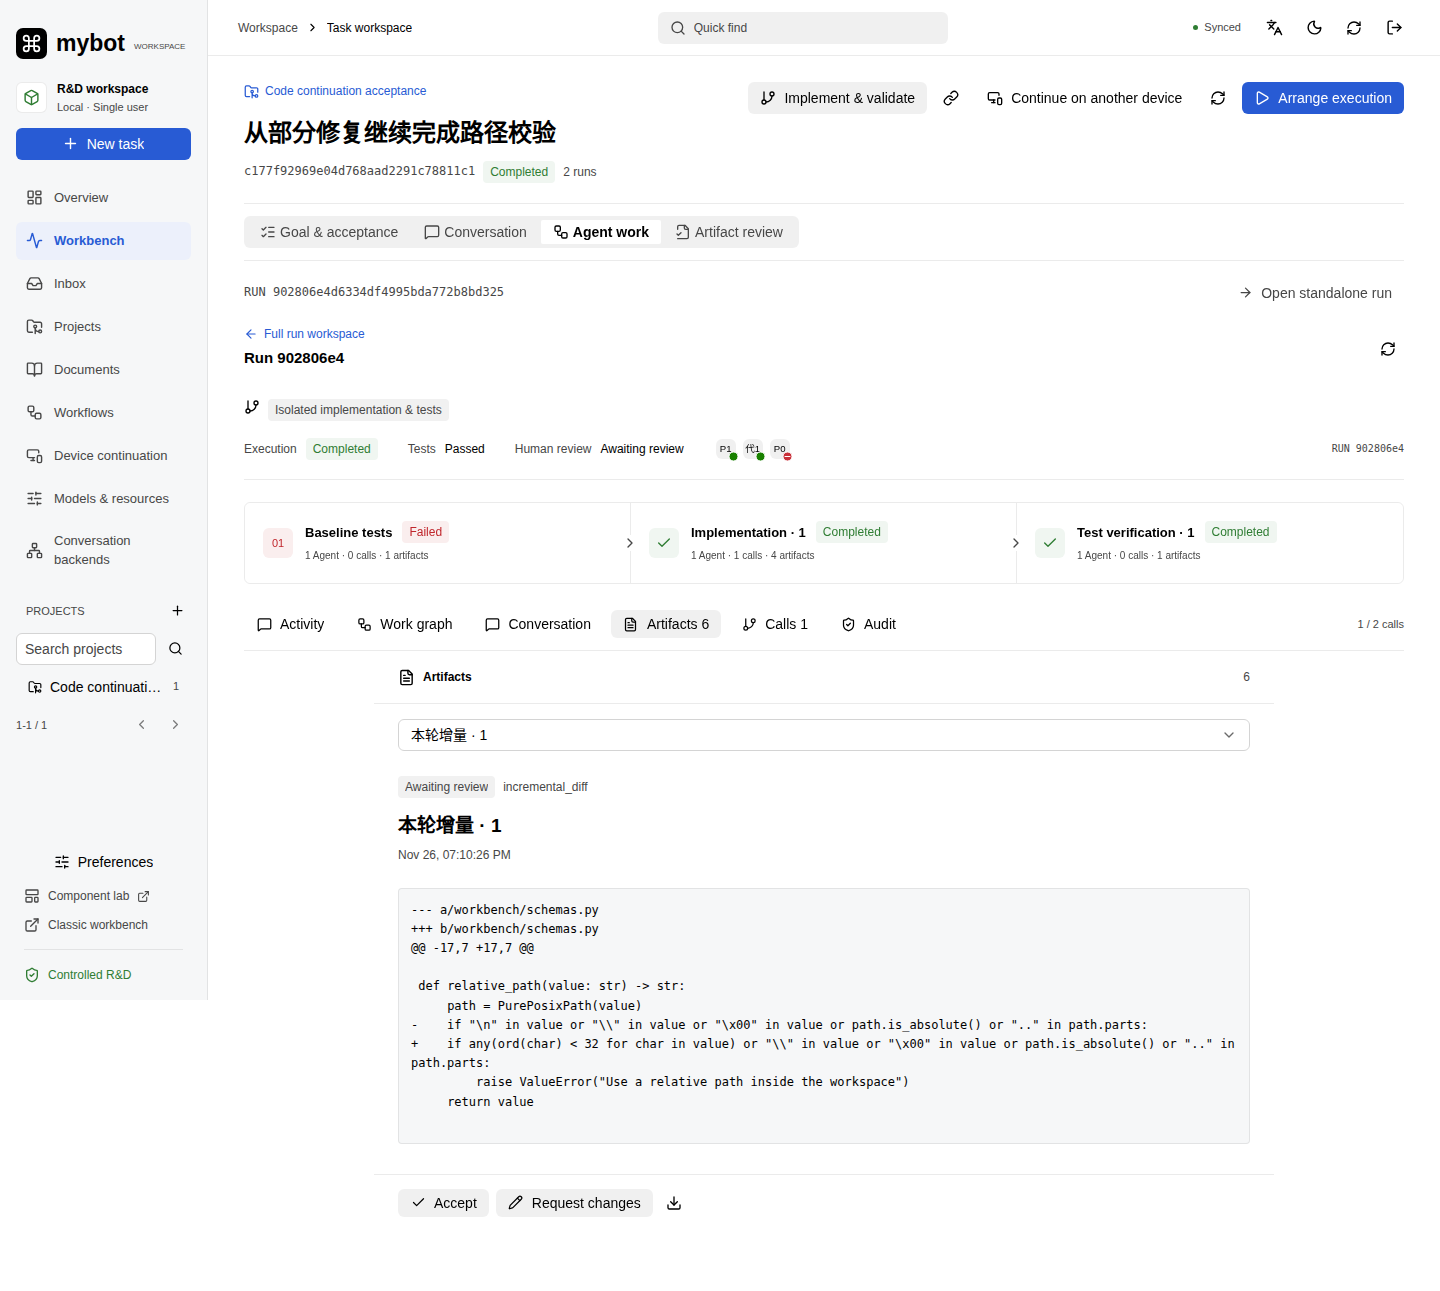 mybot WORKSPACE
R&D workspace
Local · Single user
New task
Overview
Workbench
Inbox
Projects
Documents
Workflows
Device continuation
Models & resources
Conversation
backends
PROJECTS
Search projects
Code continuati… 1
1-1 / 1
Preferences
Component lab
Classic workbench
Controlled R&D
Workspace Task workspace
Quick find
Synced
Code continuation acceptance
Implement & validate
Continue on another device
Arrange execution
从部分修复继续完成路径校验
c177f92969e04d768aad2291c78811c1 Completed 2 runs
Goal & acceptance Conversation Agent work Artifact review
RUN 902806e4d6334df4995bda772b8bd325
Open standalone run
Full run workspace
Run 902806e4
Isolated implementation & tests
Execution Completed Tests Passed Human review Awaiting review P1 代1 P0 RUN 902806e4
01 Baseline tests Failed
1 Agent · 0 calls · 1 artifacts
Implementation · 1 Completed
1 Agent · 1 calls · 4 artifacts
Test verification · 1 Completed
1 Agent · 0 calls · 1 artifacts
Activity Work graph Conversation Artifacts 6 Calls 1 Audit 1 / 2 calls
Artifacts 6
本轮增量 · 1
Awaiting review incremental_diff
本轮增量 · 1
Nov 26, 07:10:26 PM
--- a/workbench/schemas.py
+++ b/workbench/schemas.py
@@ -17,7 +17,7 @@
 def relative_path(value: str) -> str:
     path = PurePosixPath(value)
-    if "\n" in value or "\\" in value or "\x00" in value or path.is_absolute() or ".." in path.parts:
+    if any(ord(char) < 32 for char in value) or "\\" in value or "\x00" in value or path.is_absolute() or ".." in
path.parts:
         raise ValueError("Use a relative path inside the workspace")
     return value
Accept Request changes